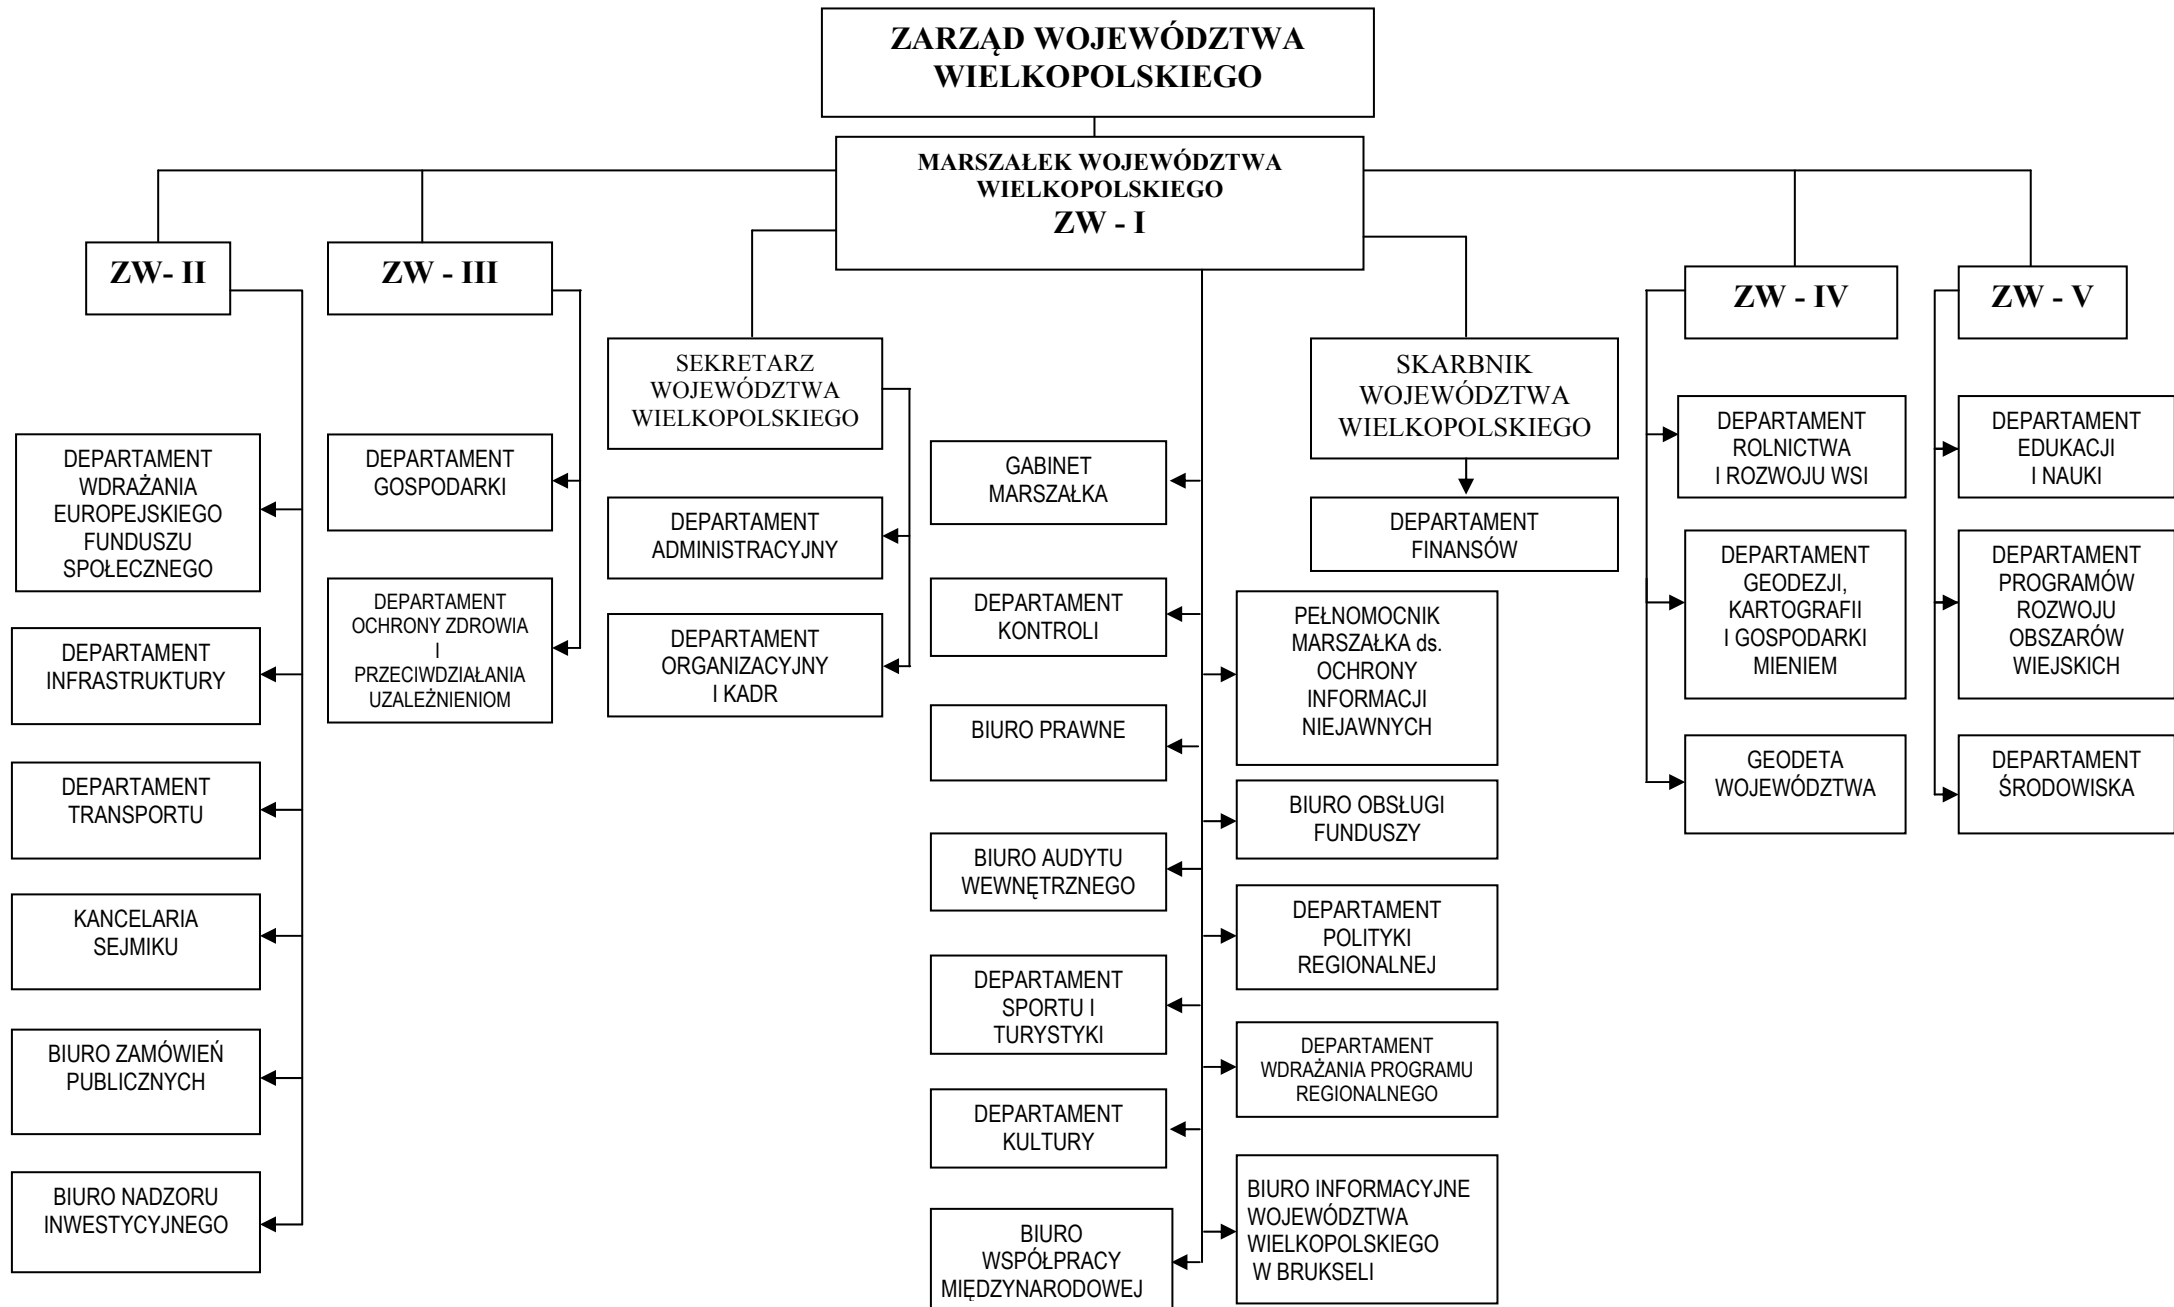 ZARZĄD WOJEWÓDZTWA
WIELKOPOLSKIEGO
MARSZAŁEK WOJEWÓDZTWA
WIELKOPOLSKIEGO
ZW - I
ZW- II
ZW - III
ZW - IV
ZW - V
SEKRETARZ
WOJEWÓDZTWA
WIELKOPOLSKIEGO
SKARBNIK
WOJEWÓDZTWA
WIELKOPOLSKIEGO
DEPARTAMENT
WDRAŻANIA
EUROPEJSKIEGO
FUNDUSZU
SPOŁECZNEGO
DEPARTAMENT
INFRASTRUKTURY
DEPARTAMENT
TRANSPORTU
KANCELARIA
SEJMIKU
BIURO ZAMÓWIEŃ
PUBLICZNYCH
BIURO NADZORU
INWESTYCYJNEGO
DEPARTAMENT
GOSPODARKI
DEPARTAMENT
OCHRONY ZDROWIA
I
PRZECIWDZIAŁANIA
UZALEŻNIENIOM
DEPARTAMENT
ADMINISTRACYJNY
DEPARTAMENT
ORGANIZACYJNY
I KADR
GABINET
MARSZAŁKA
DEPARTAMENT
KONTROLI
BIURO PRAWNE
BIURO AUDYTU
WEWNĘTRZNEGO
DEPARTAMENT
SPORTU I
TURYSTYKI
DEPARTAMENT
KULTURY
BIURO
WSPÓŁPRACY
MIĘDZYNARODOWEJ
PEŁNOMOCNIK
MARSZAŁKA ds.
OCHRONY
INFORMACJI
NIEJAWNYCH
BIURO OBSŁUGI
FUNDUSZY
DEPARTAMENT
POLITYKI
REGIONALNEJ
DEPARTAMENT
WDRAŻANIA PROGRAMU
REGIONALNEGO
BIURO INFORMACYJNE
WOJEWÓDZTWA
WIELKOPOLSKIEGO
W BRUKSELI
DEPARTAMENT
FINANSÓW
DEPARTAMENT
ROLNICTWA
I ROZWOJU WSI
DEPARTAMENT
GEODEZJI,
KARTOGRAFII
I GOSPODARKI
MIENIEM
GEODETA
WOJEWÓDZTWA
DEPARTAMENT
EDUKACJI
I NAUKI
DEPARTAMENT
PROGRAMÓW
ROZWOJU
OBSZARÓW
WIEJSKICH
DEPARTAMENT
ŚRODOWISKA